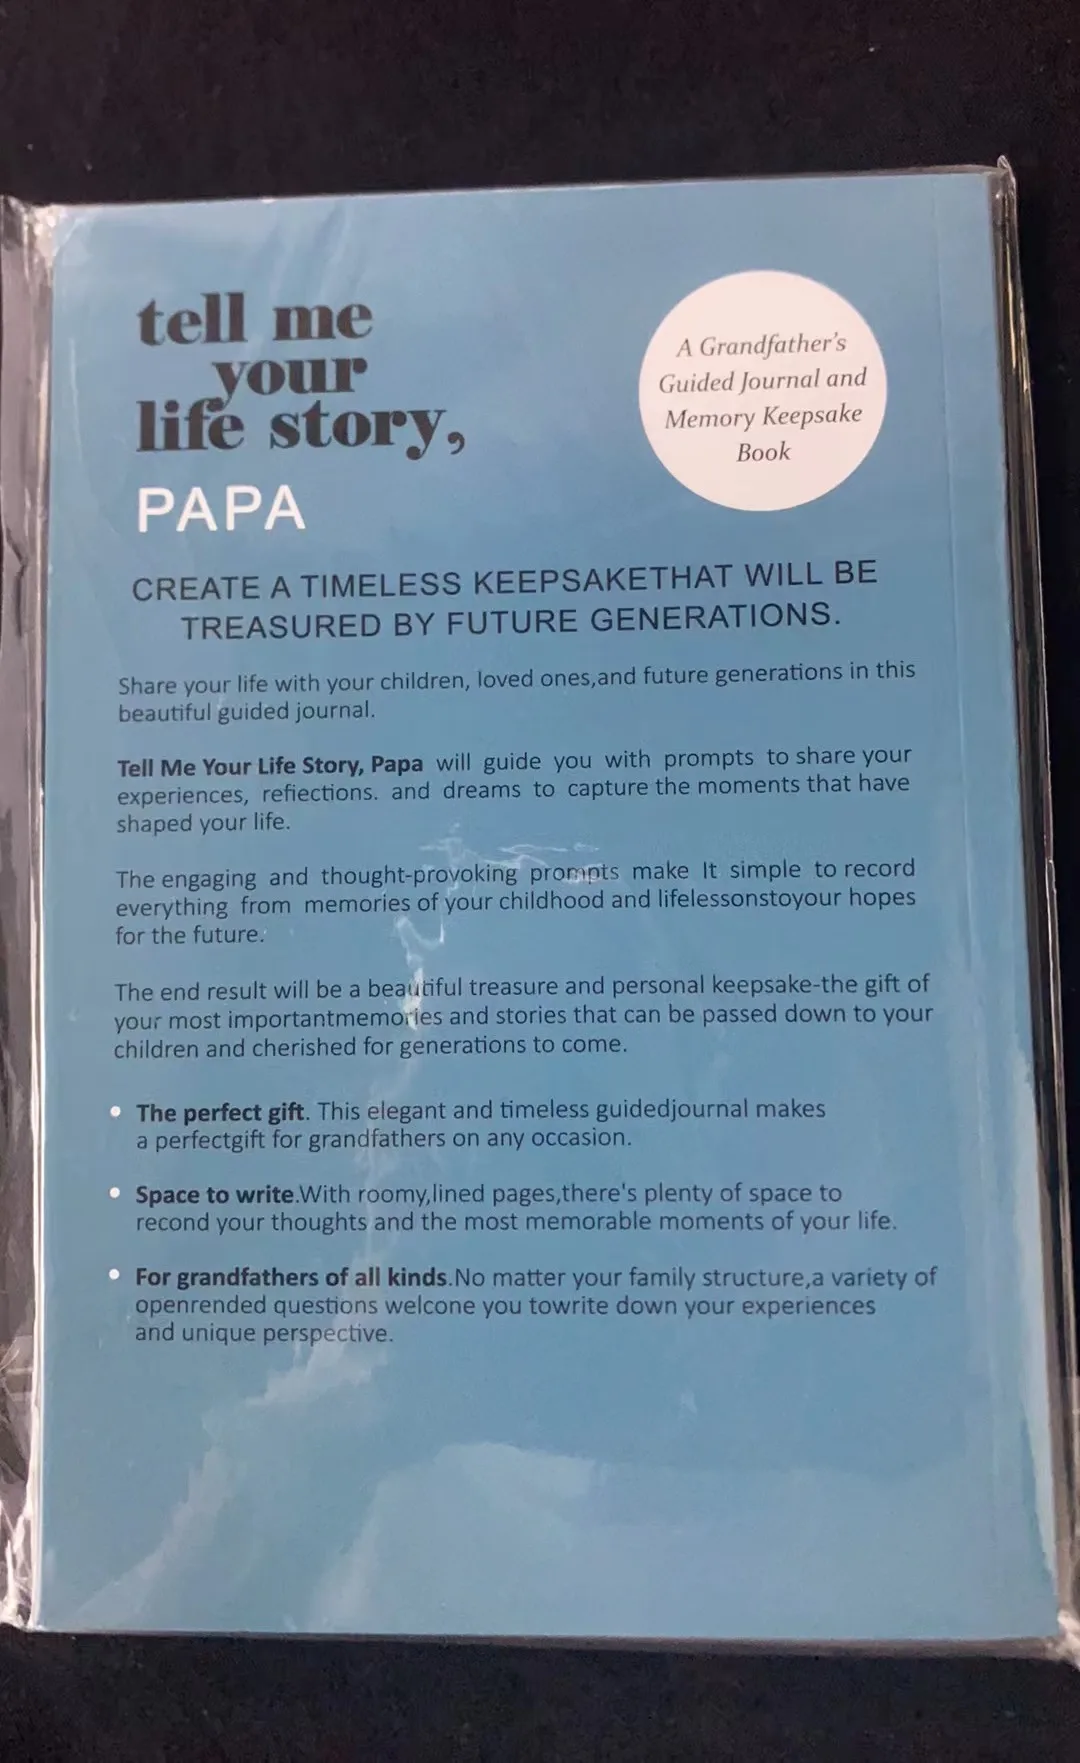 tell me
your
life story,
PAPA
A Grandfather's
Guided Journal and
Memory Keepsake
Book
CREATE A TIMELESS KEEPSAKETHAT WILL BE
TREASURED BY FUTURE GENERATIONS.
Share your life with your children, loved ones,and future generations in this
beautiful guided journal.
Tell Me Your Life Story, Papa will guide you with prompts to share your
experiences, refiections. and dreams to capture the moments that have
shaped your life.
The engaging and thought-provoking prompts make It simple to record
everything from memories of your childhood and lifelessonstoyour hopes
for the future.
The end result will be a beautiful treasure and personal keepsake-the gift of
your most importantmemories and stories that can be passed down to your
children and cherished for generations to come.
• The perfect gift. This elegant and timeless guidedjournal makes
a perfectgift for grandfathers on any occasion.
• Space to write.With roomy,lined pages,there's plenty of space to
recond your thoughts and the most memorable moments of your life.
• For grandfathers of all kinds.No matter your family structure,a variety of
openrended questions welcone you towrite down your experiences
and unique perspective.